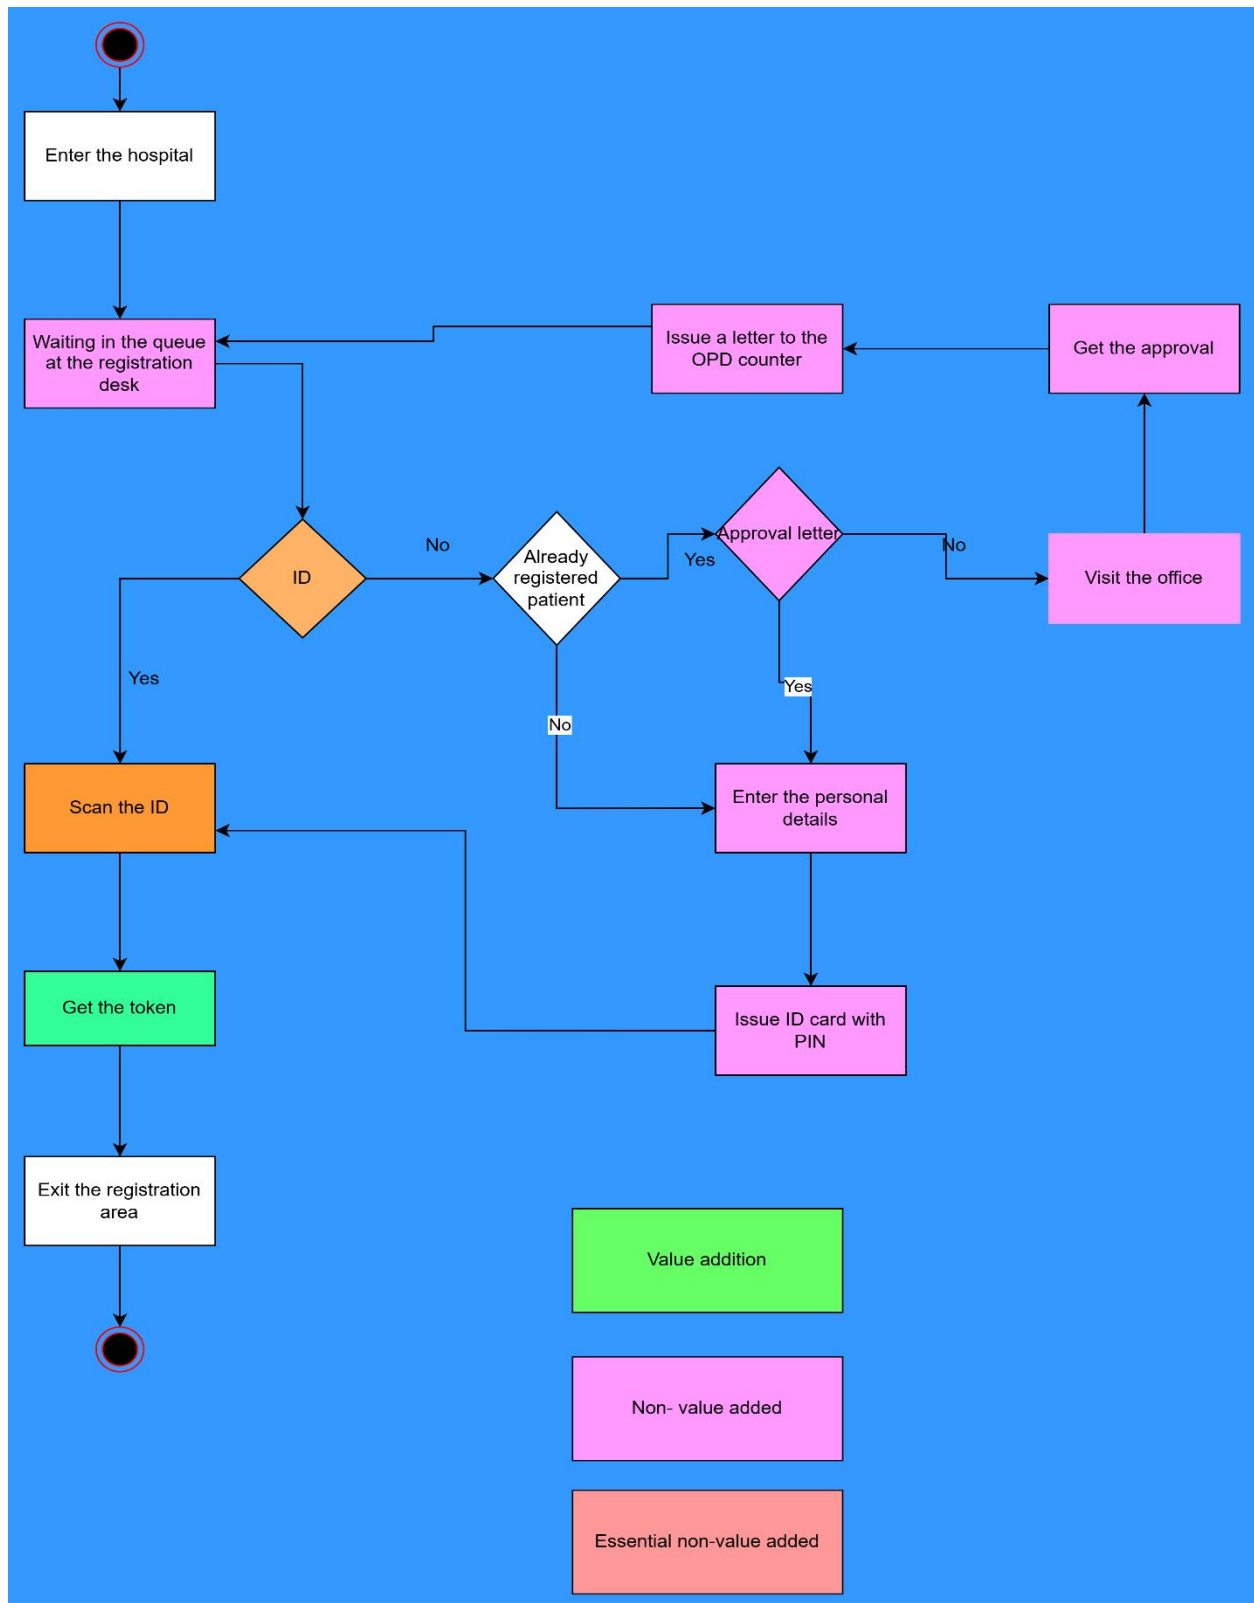 Enter the hospital
Waiting in the queue
at the registration
desk
Issue a letter to the
OPD counter
Get the approval
ID
No
Already
registered
patient
Yes
Approval letter
No
Visit the office
Yes
No
Yes
Scan the ID
Enter the personal
details
Get the token
Issue ID card with
PIN
Exit the registration
area
Value addition
Non- value added
Essential non-value added